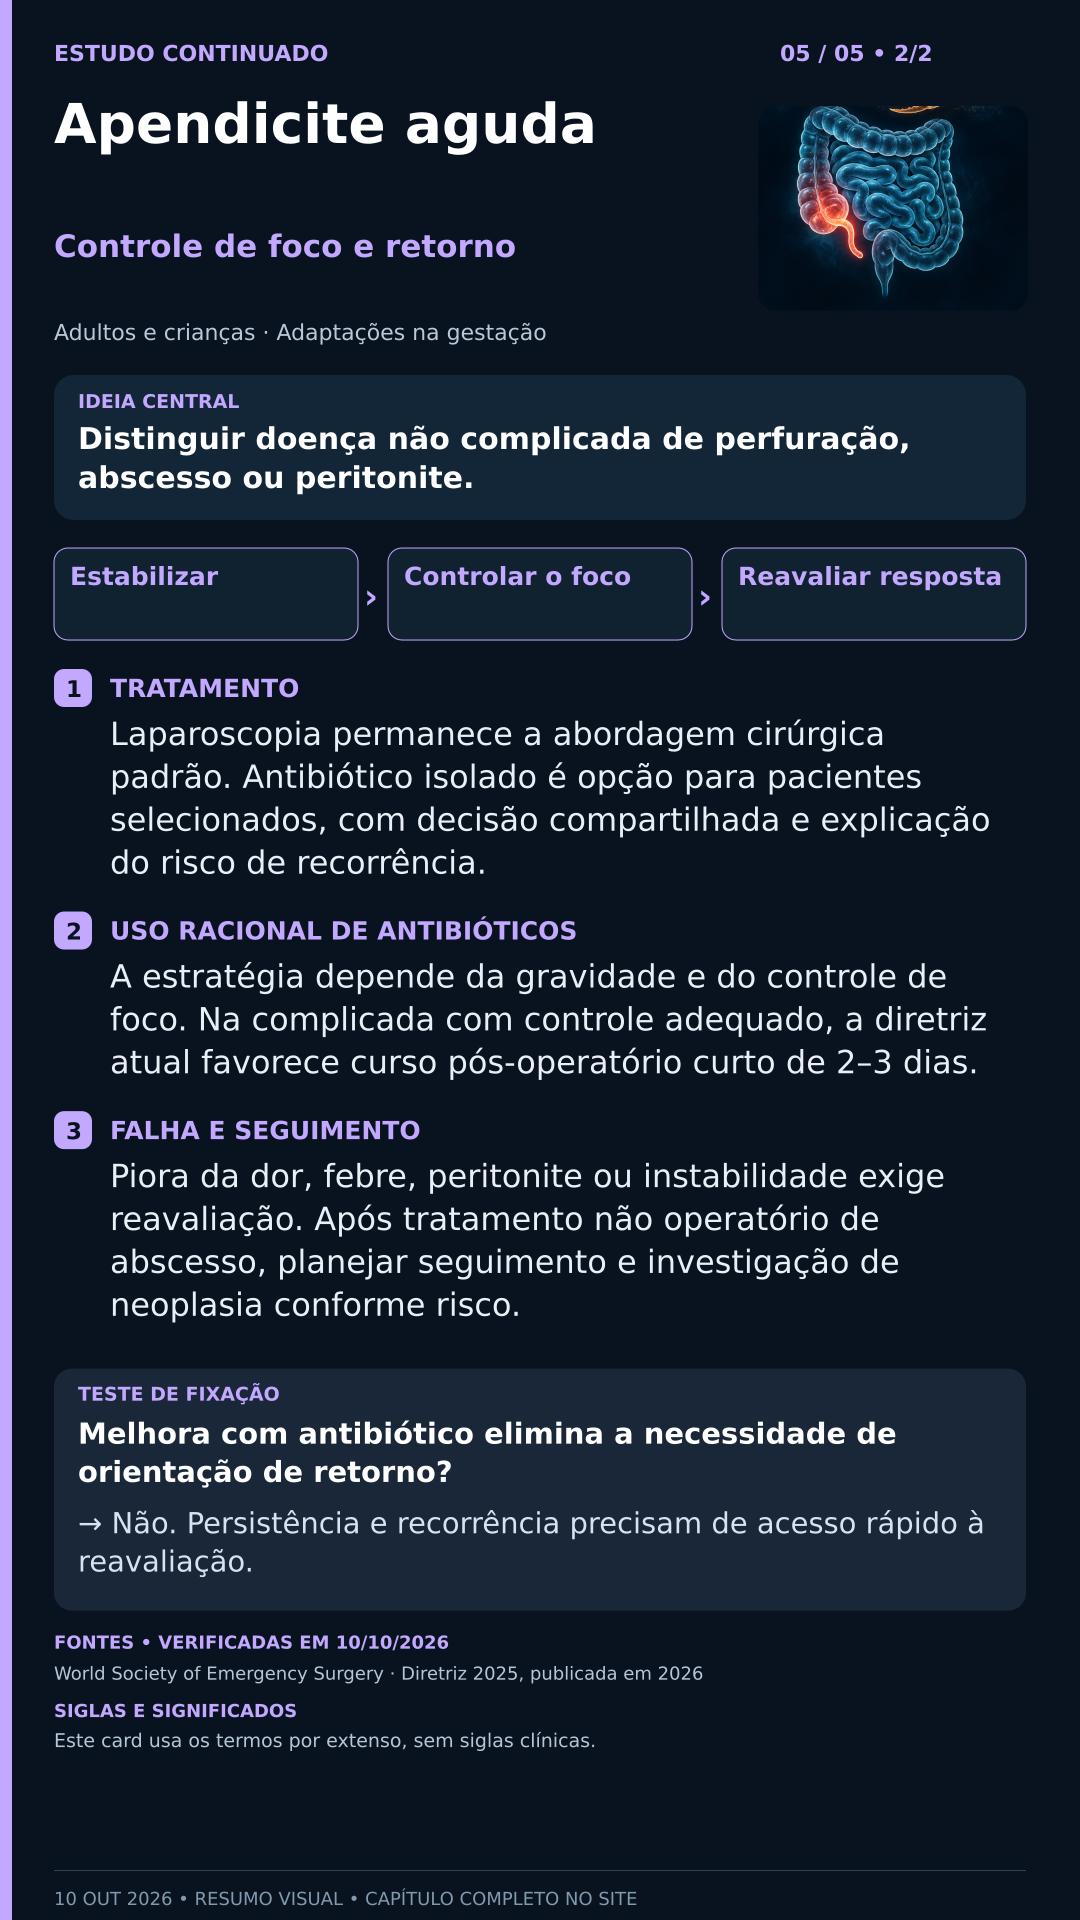 ESTUDO CONTINUADO
05 / 05 • 2/2
Apendicite aguda
Controle de foco e retorno
Adultos e crianças · Adaptações na gestação
IDEIA CENTRAL
Distinguir doença não complicada de perfuração,
abscesso ou peritonite.
Estabilizar
›
Controlar o foco
›
Reavaliar resposta
1 TRATAMENTO
Laparoscopia permanece a abordagem cirúrgica
padrão. Antibiótico isolado é opção para pacientes
selecionados, com decisão compartilhada e explicação
do risco de recorrência.
2 USO RACIONAL DE ANTIBIÓTICOS
A estratégia depende da gravidade e do controle de
foco. Na complicada com controle adequado, a diretriz
atual favorece curso pós-operatório curto de 2–3 dias.
3 FALHA E SEGUIMENTO
Piora da dor, febre, peritonite ou instabilidade exige
reavaliação. Após tratamento não operatório de
abscesso, planejar seguimento e investigação de
neoplasia conforme risco.
TESTE DE FIXAÇÃO
Melhora com antibiótico elimina a necessidade de
orientação de retorno?
→ Não. Persistência e recorrência precisam de acesso rápido à
reavaliação.
FONTES • VERIFICADAS EM 10/10/2026
World Society of Emergency Surgery · Diretriz 2025, publicada em 2026
SIGLAS E SIGNIFICADOS
Este card usa os termos por extenso, sem siglas clínicas.
10 OUT 2026 • RESUMO VISUAL • CAPÍTULO COMPLETO NO SITE